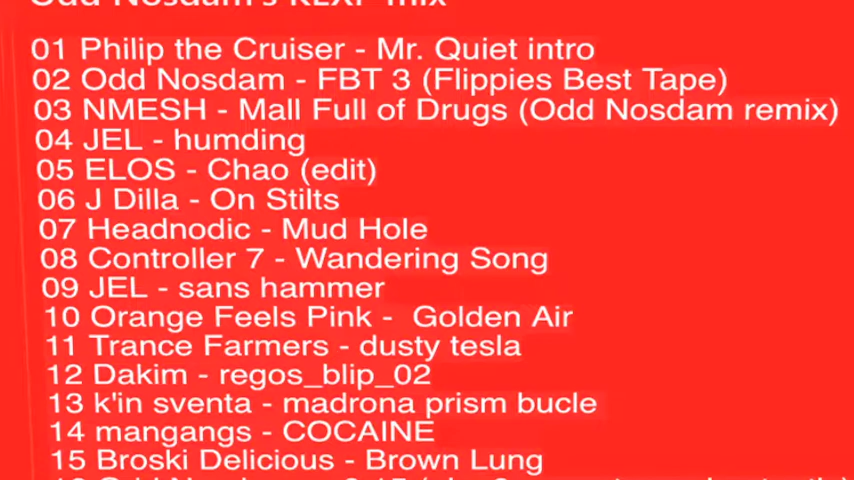 Odd Nosdam's KEXP mix
01 Philip the Cruiser - Mr. Quiet intro
02 Odd Nosdam - FBT 3 (Flippies Best Tape)
03 NMESH - Mall Full of Drugs (Odd Nosdam remix)
04 JEL - humding
05 ELOS - Chao (edit)
06 J Dilla - On Stilts
07 Headnodic - Mud Hole
08 Controller 7 - Wandering Song
09 JEL - sans hammer
10 Orange Feels Pink -  Golden Air
11 Trance Farmers - dusty tesla
12 Dakim - regos_blip_02
13 k'in sventa - madrona prism bucle
14 mangangs - COCAINE
15 Broski Delicious - Brown Lung